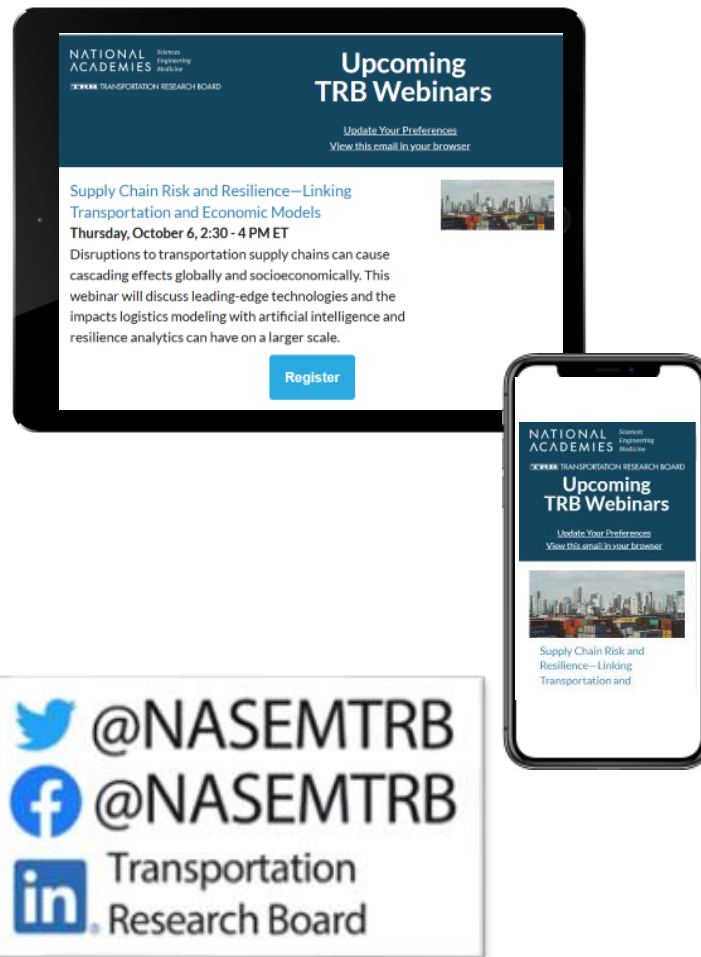 NATIONAL Sciences
ACADEMIES Engineering
Medicine
TRB TRANSPORTATION RESEARCH BOARD
Upcoming
TRB Webinars
Update Your Preferences
View this email in your browser
Supply Chain Risk and Resilience—Linking
Transportation and Economic Models
Thursday, October 6, 2:30 - 4 PM ET
Disruptions to transportation supply chains can cause
cascading effects globally and socioeconomically. This
webinar will discuss leading-edge technologies and the
impacts logistics modeling with artificial intelligence and
resilience analytics can have on a larger scale.
Register
NATIONAL Sciences
ACADEMIES Engineering
Medicine
TRB TRANSPORTATION RESEARCH BOARD
Upcoming
TRB Webinars
Update Your Preferences
View this email in your browser
Supply Chain Risk and
Resilience—Linking
Transportation and
@NASEMTRB
@NASEMTRB
in Transportation
Research Board